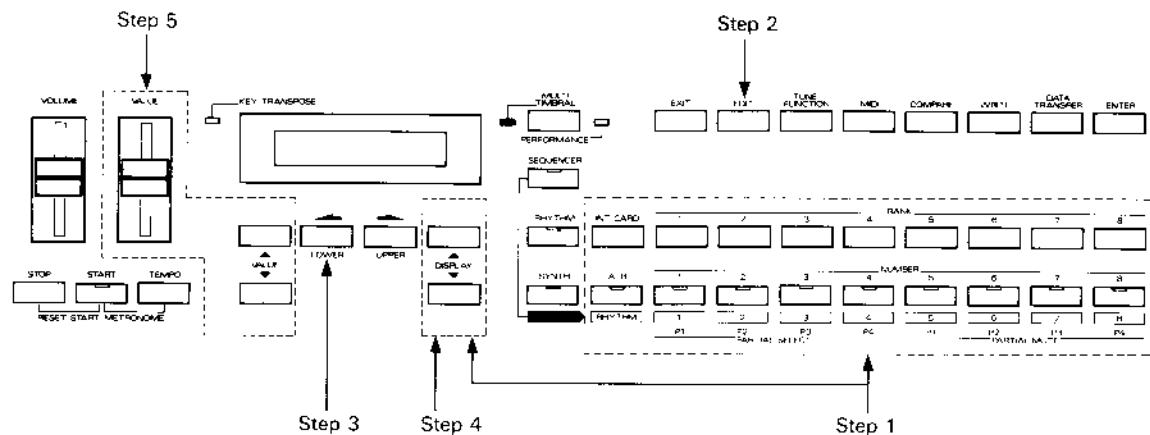 Step 5
Step 2
VOLUME
VALUE
KEY TRANSPOSE
MULTI
TIMBRAL
EXIT
EDIT
TUNE
FUNCTION
MIDI
COMPARE
WRITE
DATA
TRANSFER
ENTER
PERFORMANCE
SEQUENCER
RHYTHM
INT CARD
BANK
1 2 3 4 5 6 7 8
LOWER
UPPER
VALUE
DISPLAY
STOP
START
TEMPO
SYNTH
A/B
NUMBER
1 2 3 4 5 6 7 8
RESET START METRONOME
RHYTHM
1 2 3 4 5 6 7 8
P1 P2 P3 P4 P1 P2 P3 P4
PARTIAL SELECT
PARTIAL MUTE
Step 3
Step 4
Step 1